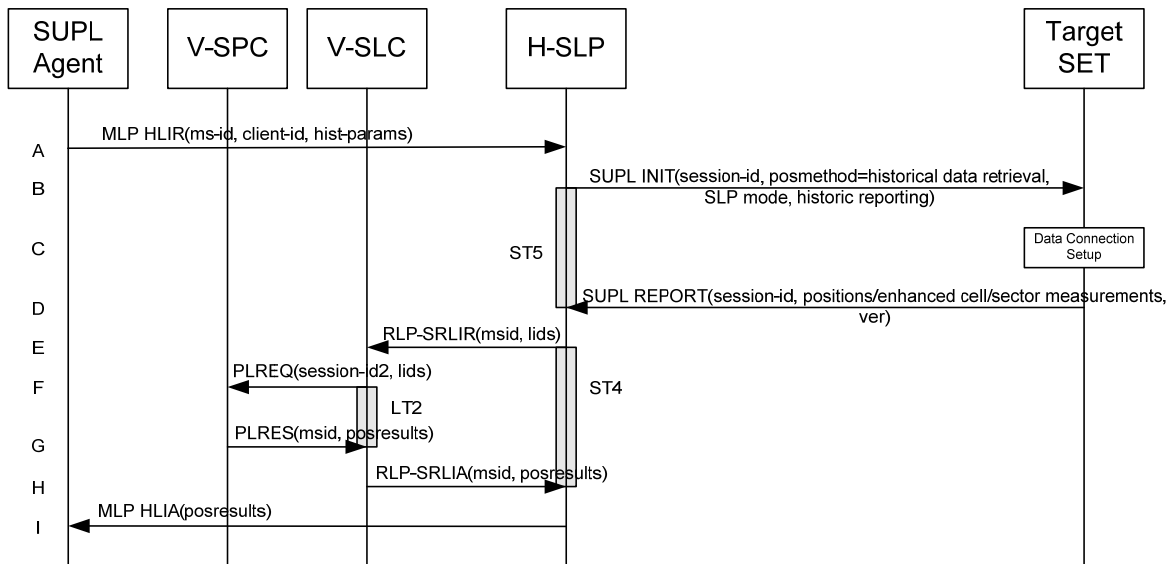 SUPL
Agent
V-SPC
V-SLC
H-SLP
Target
SET
A
MLP HLIR(ms-id, client-id, hist-params)
B
SUPL INIT(session-id, posmethod=historical data retrieval,
SLP mode, historic reporting)
C
ST5
Data Connection
Setup
D
SUPL REPORT(session-id, positions/enhanced cell/sector measurements,
ver)
E
RLP-SRLIR(msid, lids)
F
PLREQ(session-id2, lids)
ST4
LT2
G
PLRES(msid, posresults)
H
RLP-SRLIA(msid, posresults)
I
MLP HLIA(posresults)